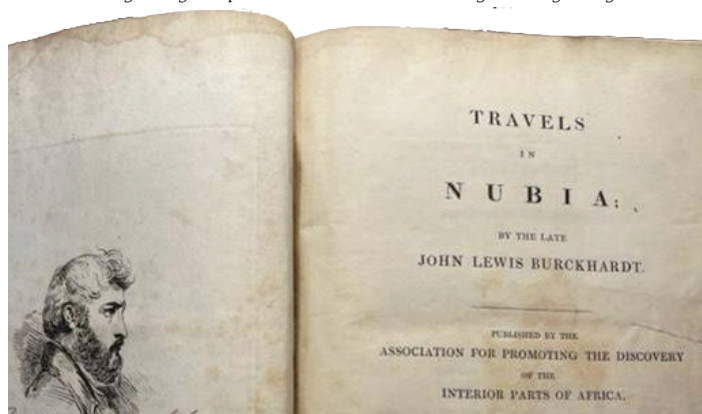 TRAVELS
IN
NUBIA;
BY THE LATE
JOHN LEWIS BURCKHARDT.
PUBLISHED BY THE
ASSOCIATION FOR PROMOTING THE DISCOVERY
OF THE
INTERIOR PARTS OF AFRICA.